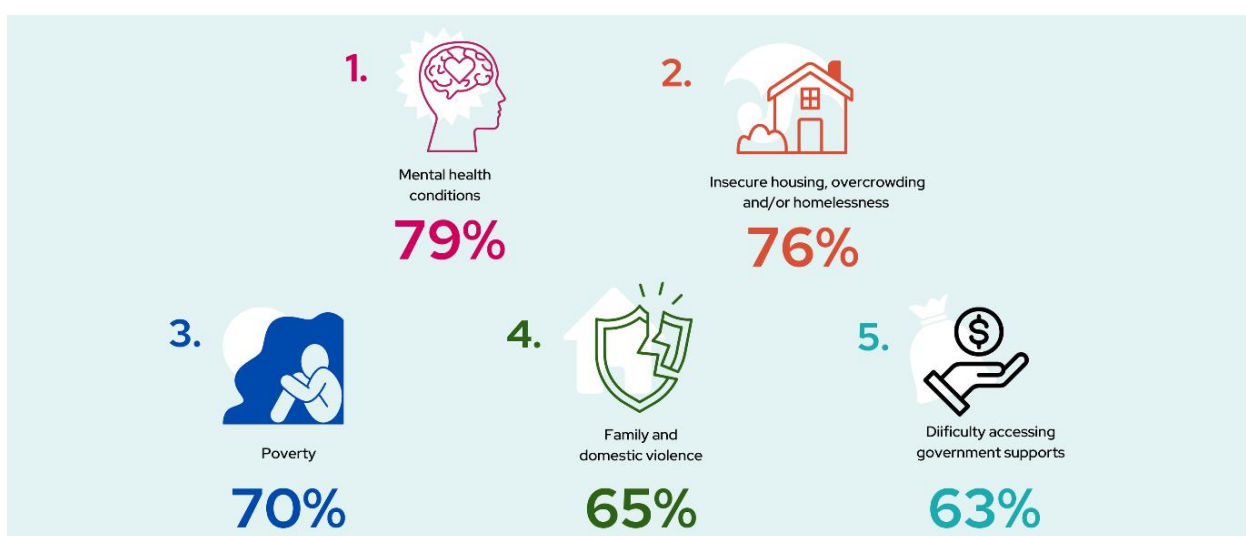 1.
Mental health
conditions
79%
2.
Insecure housing, overcrowding
and/or homelessness
76%
3.
Poverty
70%
4.
Family and
domestic violence
65%
5.
$
Diifficulty accessing
government supports
63%